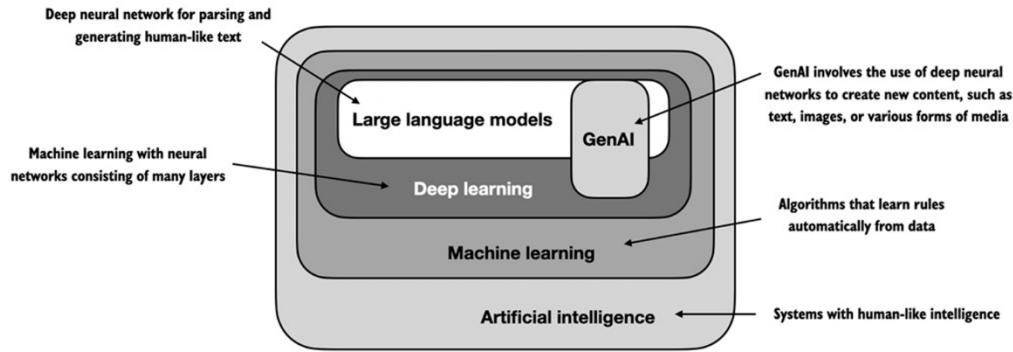 Deep neural network for parsing and
generating human-like text
GenAI involves the use of deep neural
networks to create new content, such as
text, images, or various forms of media
Large language models
GenAI
Machine learning with neural
networks consisting of many layers
Deep learning
Algorithms that learn rules
automatically from data
Machine learning
Artificial intelligence
Systems with human-like intelligence